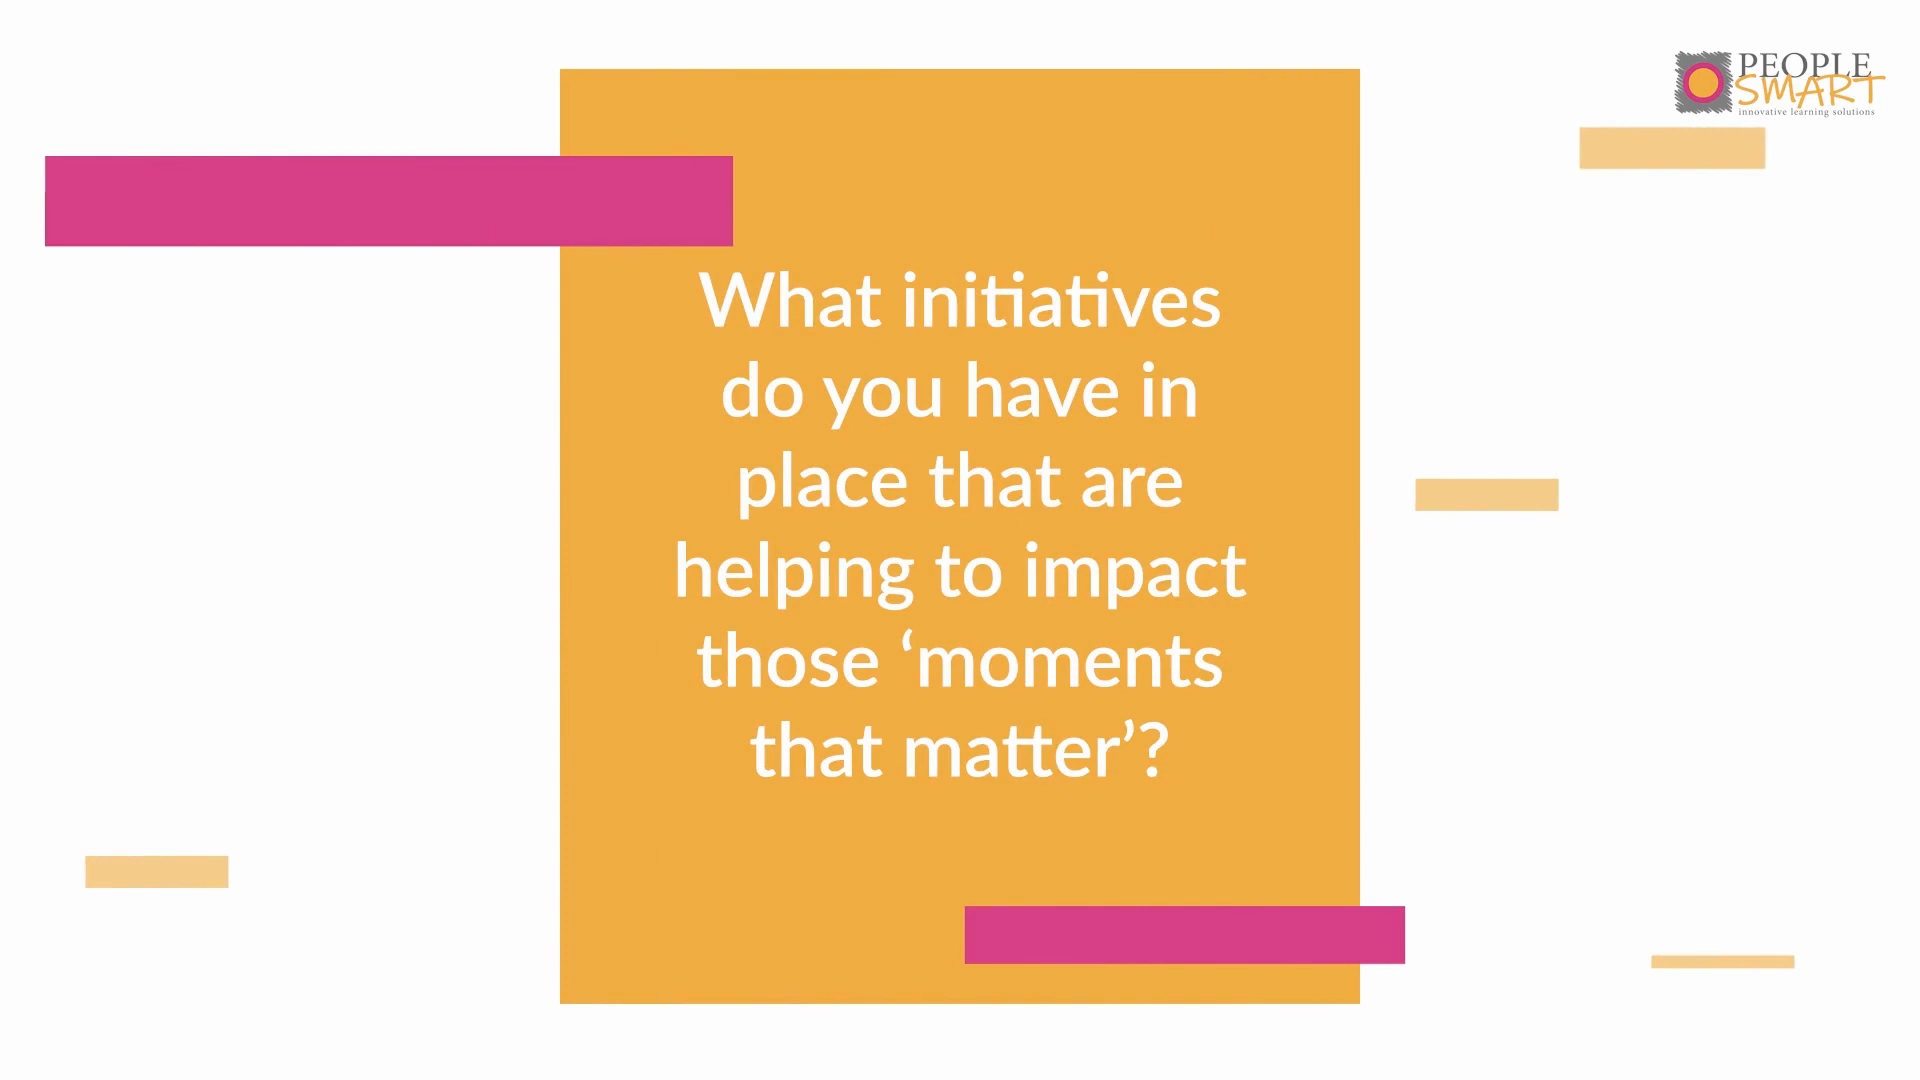 PEOPLE
SMART
innovative learning solutions
What initiatives
do you have in
place that are
helping to impact
those ‘moments
that matter’?